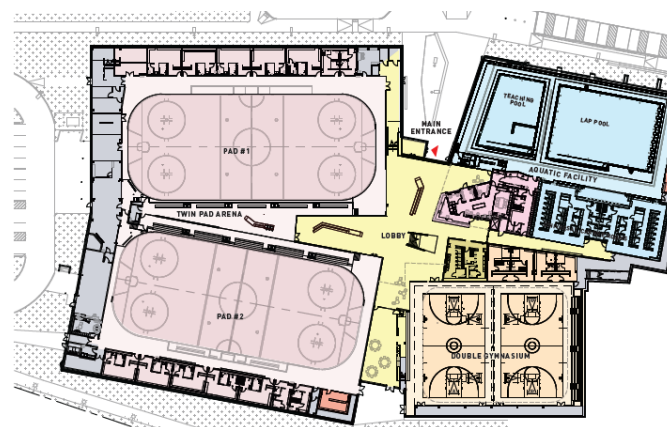 MAIN
ENTRANCE
TEACHING
POOL
LAP POOL
PAD #1
AQUATIC FACILITY
TWIN PAD ARENA
LOBBY
PAD #2
DOUBLE GYMNASIUM